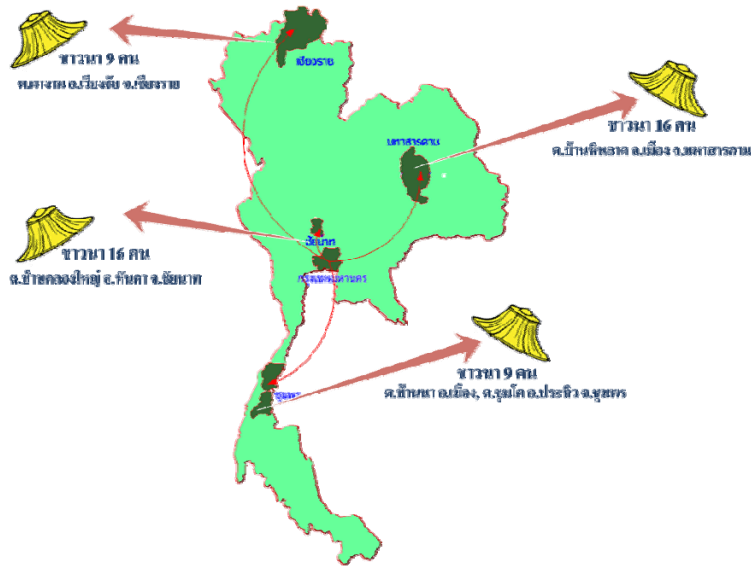 ชาวนา 9 คน
อ.เวียงชัย จ.เชียงราย
เชียงราย
ชาวนา 16 คน
อ.เมือง จ.มหาสารคาม
มหาสารคาม
ชาวนา 16 คน
ต.บ้านคลองใหญ่ อ.หันคา จ.ชัยนาท
ชัยนาท
กรุงเทพมหานคร
ชาวนา 9 คน
อ.เมือง, ต.ชุมโค อ.ประทิว จ.ชุมพร